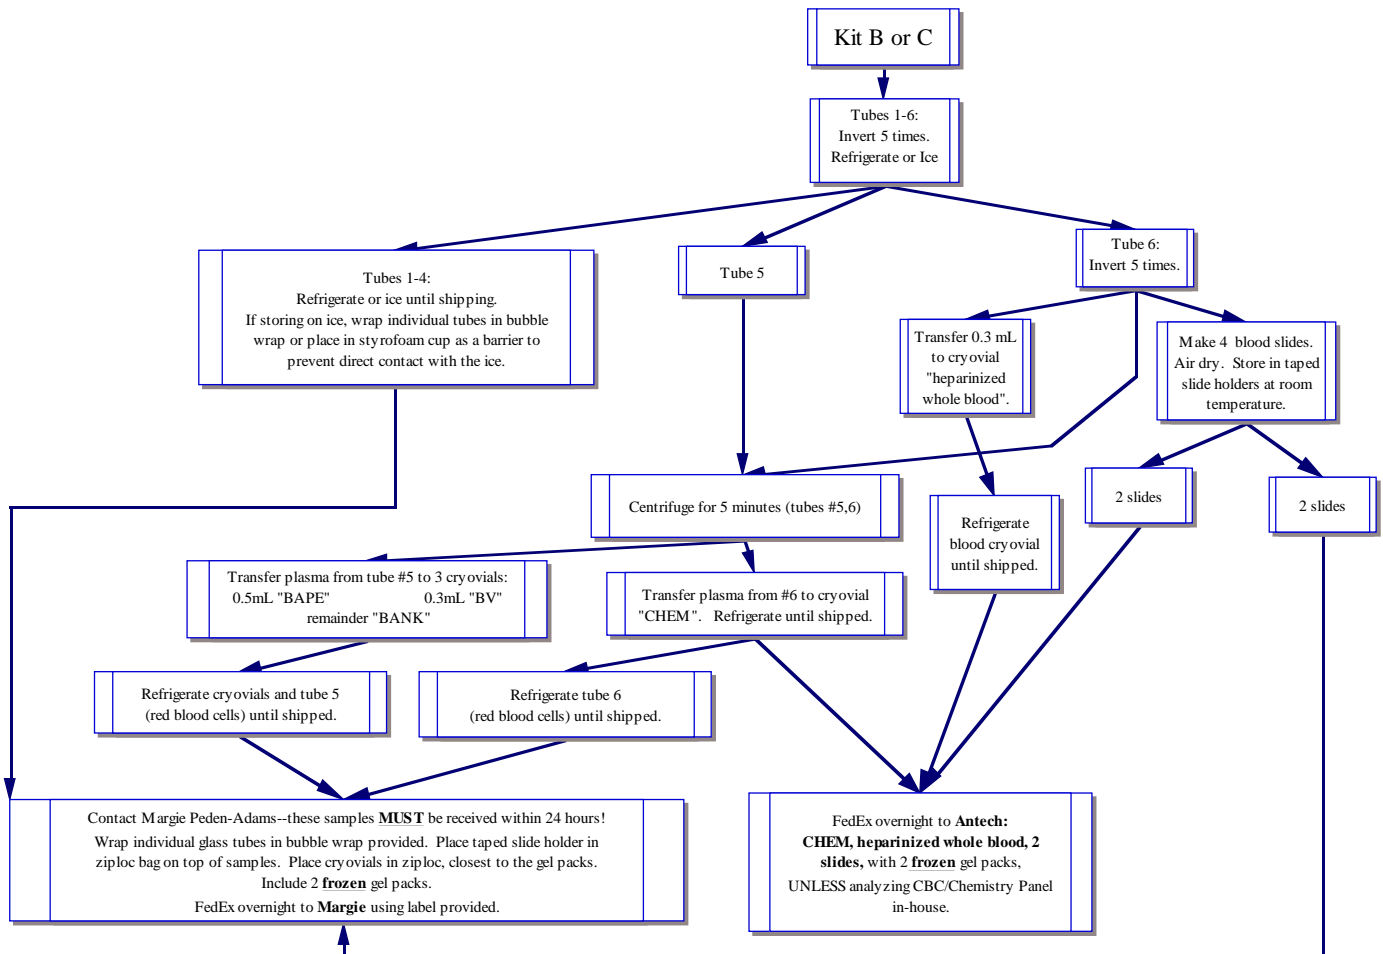 Kit B or C
Tubes 1-6:
Invert 5 times.
Refrigerate or Ice
Tubes 1-4:
Refrigerate or ice until shipping.
If storing on ice, wrap individual tubes in bubble
wrap or place in styrofoam cup as a barrier to
prevent direct contact with the ice.
Tube 5
Tube 6:
Invert 5 times.
Transfer 0.3 mL
to cryovial
"heparinized
whole blood".
Make 4 blood slides.
Air dry. Store in taped
slide holders at room
temperature.
Centrifuge for 5 minutes (tubes #5,6)
Refrigerate
blood cryovial
until shipped.
2 slides
2 slides
Transfer plasma from tube #5 to 3 cryovials:
0.5mL "BAPE" 0.3mL "BV"
remainder "BANK"
Transfer plasma from #6 to cryovial
"CHEM". Refrigerate until shipped.
Refrigerate cryovials and tube 5
(red blood cells) until shipped.
Refrigerate tube 6
(red blood cells) until shipped.
Contact Margie Peden-Adams--these samples MUST be received within 24 hours!
Wrap individual glass tubes in bubble wrap provided. Place taped slide holder in
ziploc bag on top of samples. Place cryovials in ziploc, closest to the gel packs.
Include 2 frozen gel packs.
FedEx overnight to Margie using label provided.
FedEx overnight to Antech:
CHEM, heparinized whole blood, 2
slides, with 2 frozen gel packs,
UNLESS analyzing CBC/Chemistry Panel
in-house.